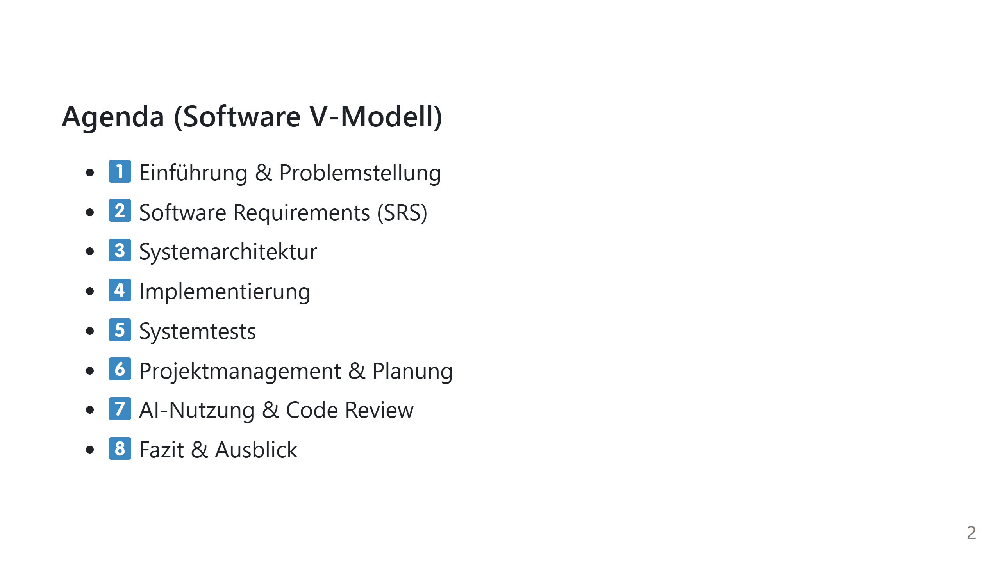 Agenda (Software V-Modell)
• 1 Einführung & Problemstellung
• 2 Software Requirements (SRS)
• 3 Systemarchitektur
• 4 Implementierung
• 5 Systemtests
• 6 Projektmanagement & Planung
• 7 AI-Nutzung & Code Review
• 8 Fazit & Ausblick
2